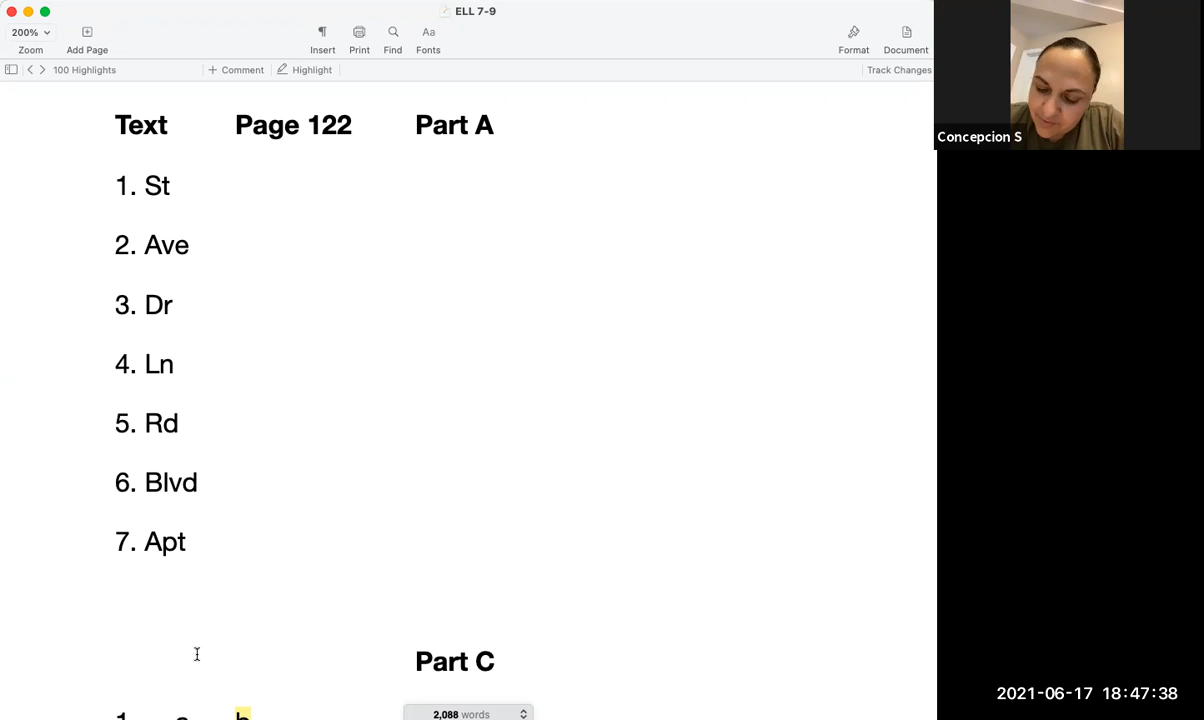 ELL 7-9
200%
Zoom Add Page Insert Print Find Fonts Format Document
Aa
100 Highlights + Comment Highlight Track Changes
Concepcion S
Text Page 122 Part A
1. St
2. Ave
3. Dr
4. Ln
5. Rd
6. Blvd
7. Apt
Part C
1. a b
2,088 words
2021-06-17 18:47:38